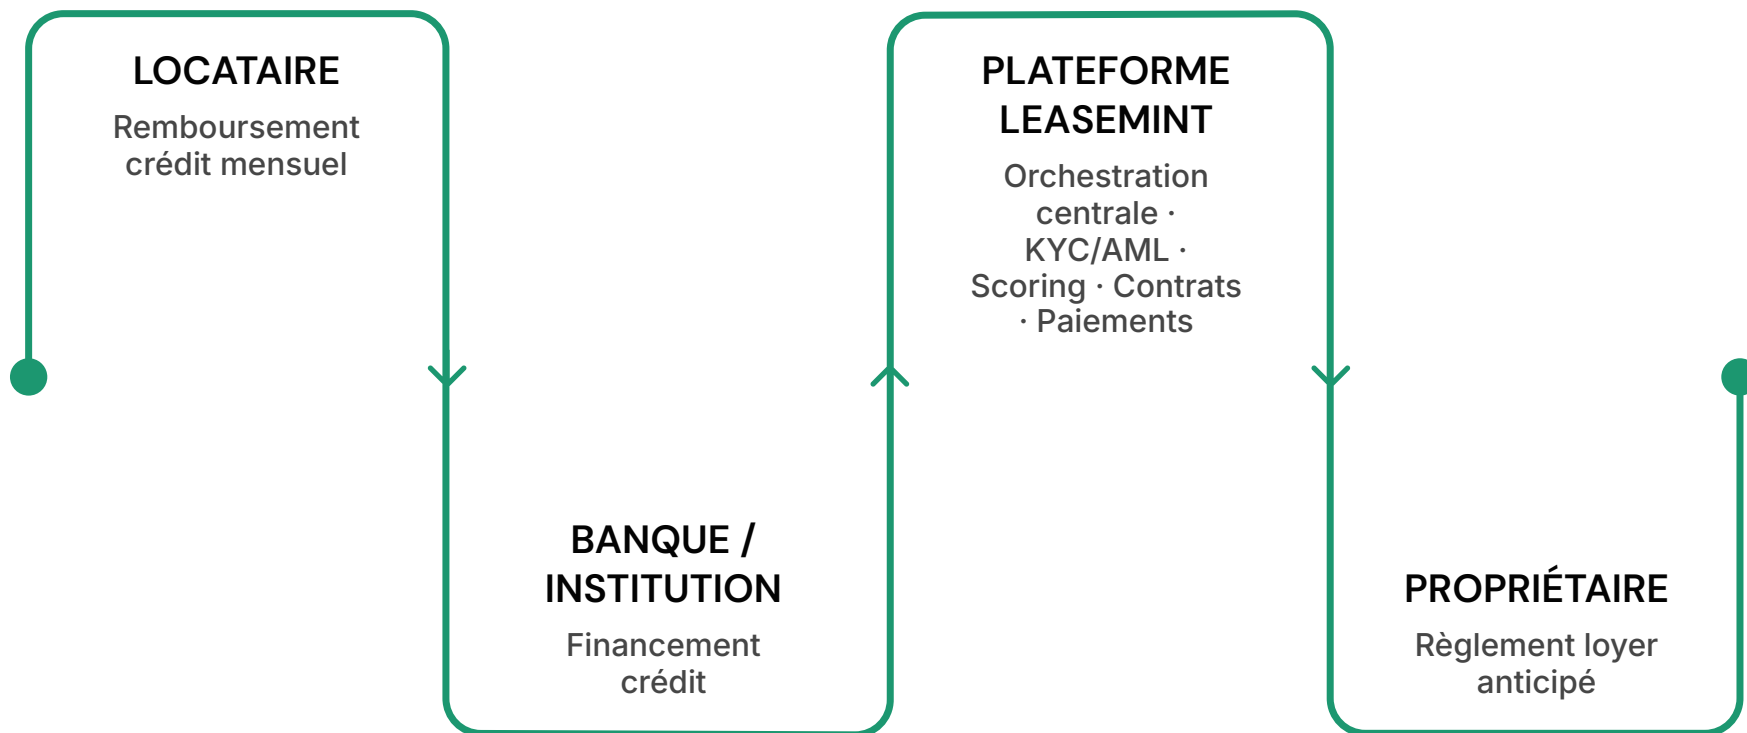 LOCATAIRE
Remboursement
crédit mensuel
BANQUE /
INSTITUTION
Financement
crédit
PLATEFORME
LEASEMINT
Orchestration
centrale ·
KYC/AML ·
Scoring · Contrats
· Paiements
PROPRIÉTAIRE
Règlement loyer
anticipé